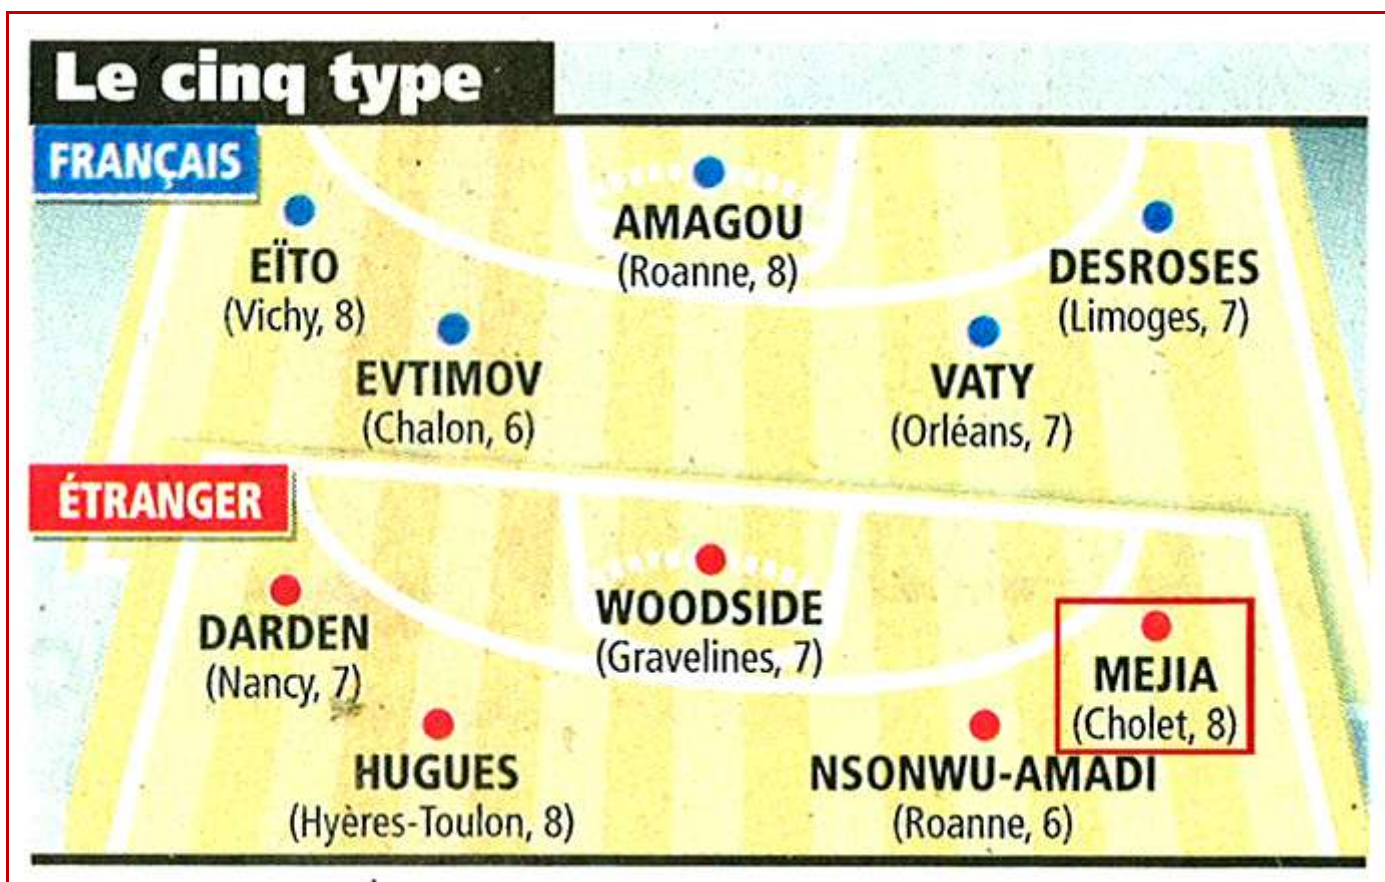 Le cinq type
FRANÇAIS
AMAGOU
(Roanne, 8)
EÏTO
(Vichy, 8)
DESROSES
(Limoges, 7)
EVTIMOV
(Chalon, 6)
VATY
(Orléans, 7)
ÉTRANGER
WOODSIDE
(Gravelines, 7)
DARDEN
(Nancy, 7)
MEJIA
(Cholet, 8)
HUGUES
(Hyères-Toulon, 8)
NSONWU-AMADI
(Roanne, 6)